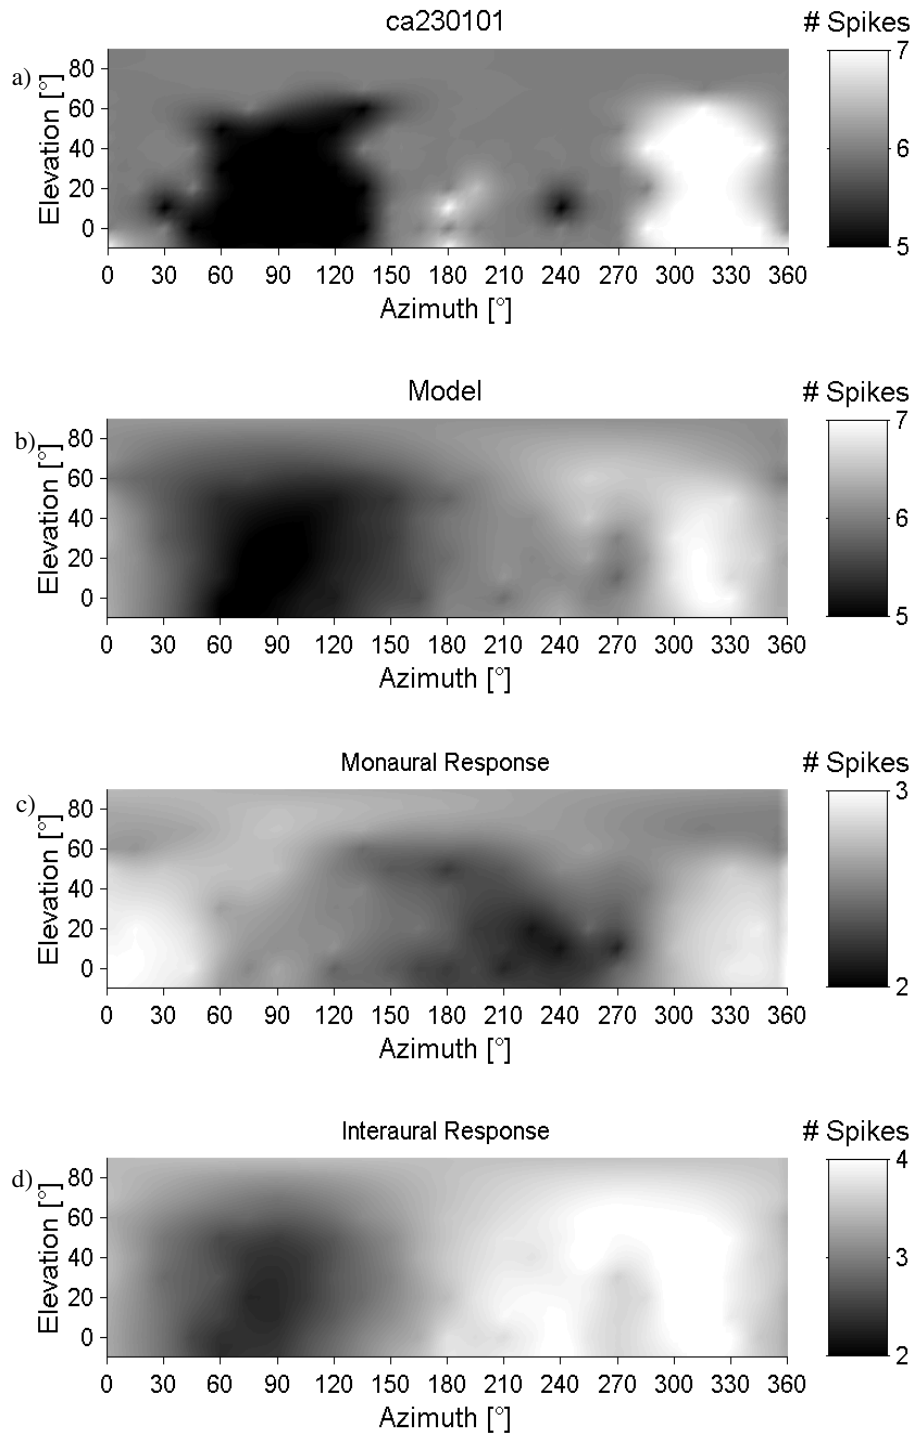 ca230101
# Spikes
a)
Elevation [°]
80
60
40
20
0
7
6
5
0 30 60 90 120 150 180 210 240 270 300 330 360
Azimuth [°]
Model
# Spikes
b)
Elevation [°]
80
60
40
20
0
7
6
5
0 30 60 90 120 150 180 210 240 270 300 330 360
Azimuth [°]
Monaural Response
# Spikes
c)
Elevation [°]
80
60
40
20
0
3
2
0 30 60 90 120 150 180 210 240 270 300 330 360
Azimuth [°]
Interaural Response
# Spikes
d)
Elevation [°]
80
60
40
20
0
4
3
2
0 30 60 90 120 150 180 210 240 270 300 330 360
Azimuth [°]